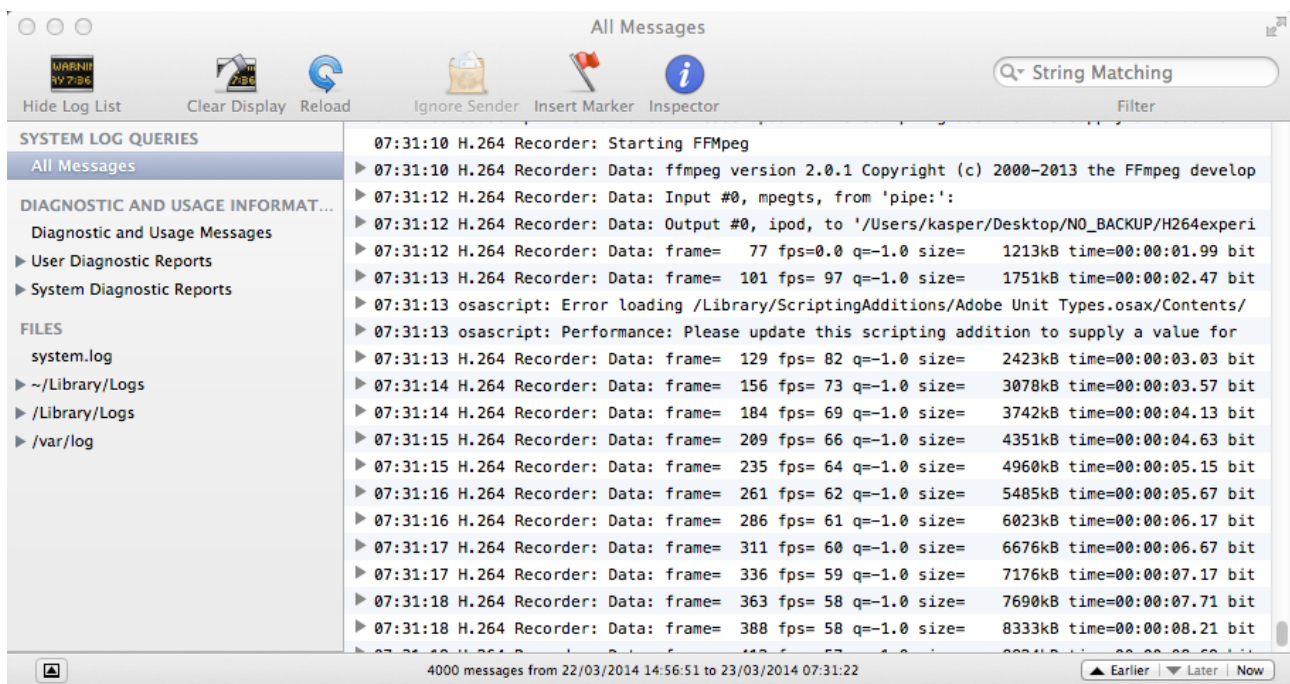 All Messages
WARNIN
AY 7:36
7:36
Hide Log List
Clear Display
Reload
Ignore Sender
Insert Marker
Inspector
String Matching
Filter
SYSTEM LOG QUERIES
All Messages
DIAGNOSTIC AND USAGE INFORMAT...
Diagnostic and Usage Messages
User Diagnostic Reports
System Diagnostic Reports
FILES
system.log
~/Library/Logs
/Library/Logs
/var/log
07:31:10 H.264 Recorder: Starting FFMpeg
07:31:10 H.264 Recorder: Data: ffmpeg version 2.0.1 Copyright (c) 2000-2013 the FFmpeg develop
07:31:12 H.264 Recorder: Data: Input #0, mpegts, from 'pipe:':
07:31:12 H.264 Recorder: Data: Output #0, ipod, to '/Users/kasper/Desktop/NO_BACKUP/H264experi
07:31:12 H.264 Recorder: Data: frame= 77 fps=0.0 q=-1.0 size= 1213kB time=00:00:01.99 bit
07:31:13 H.264 Recorder: Data: frame= 101 fps= 97 q=-1.0 size= 1751kB time=00:00:02.47 bit
07:31:13 osascript: Error loading /Library/ScriptingAdditions/Adobe Unit Types.osax/Contents/
07:31:13 osascript: Performance: Please update this scripting addition to supply a value for
07:31:13 H.264 Recorder: Data: frame= 129 fps= 82 q=-1.0 size= 2423kB time=00:00:03.03 bit
07:31:14 H.264 Recorder: Data: frame= 156 fps= 73 q=-1.0 size= 3078kB time=00:00:03.57 bit
07:31:14 H.264 Recorder: Data: frame= 184 fps= 69 q=-1.0 size= 3742kB time=00:00:04.13 bit
07:31:15 H.264 Recorder: Data: frame= 209 fps= 66 q=-1.0 size= 4351kB time=00:00:04.63 bit
07:31:15 H.264 Recorder: Data: frame= 235 fps= 64 q=-1.0 size= 4960kB time=00:00:05.15 bit
07:31:16 H.264 Recorder: Data: frame= 261 fps= 62 q=-1.0 size= 5485kB time=00:00:05.67 bit
07:31:16 H.264 Recorder: Data: frame= 286 fps= 61 q=-1.0 size= 6023kB time=00:00:06.17 bit
07:31:17 H.264 Recorder: Data: frame= 311 fps= 60 q=-1.0 size= 6676kB time=00:00:06.67 bit
07:31:17 H.264 Recorder: Data: frame= 336 fps= 59 q=-1.0 size= 7176kB time=00:00:07.17 bit
07:31:18 H.264 Recorder: Data: frame= 363 fps= 58 q=-1.0 size= 7690kB time=00:00:07.71 bit
07:31:18 H.264 Recorder: Data: frame= 388 fps= 58 q=-1.0 size= 8333kB time=00:00:08.21 bit
4000 messages from 22/03/2014 14:56:51 to 23/03/2014 07:31:22
Earlier
Later
Now